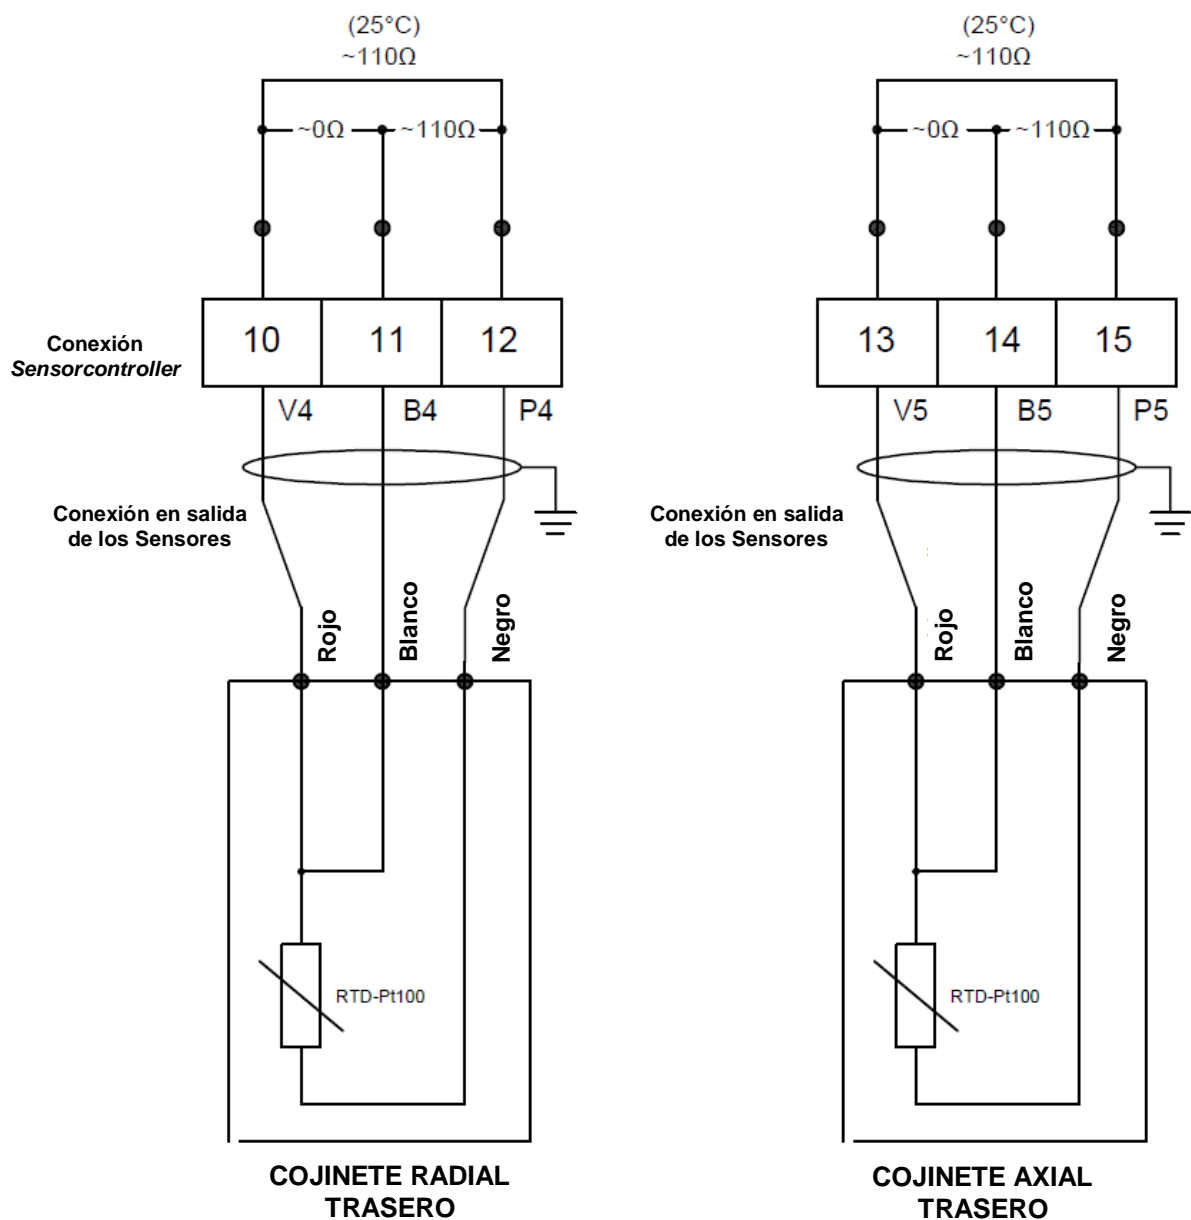 (25°C)
~110Ω
~0Ω
~110Ω
Conexión
Sensorcontroller
10
11
12
V4
B4
P4
Conexión en salida
de los Sensores
Rojo
Blanco
Negro
RTD-Pt100
COJINETE RADIAL
TRASERO
(25°C)
~110Ω
~0Ω
~110Ω
13
14
15
V5
B5
P5
Conexión en salida
de los Sensores
Rojo
Blanco
Negro
RTD-Pt100
COJINETE AXIAL
TRASERO